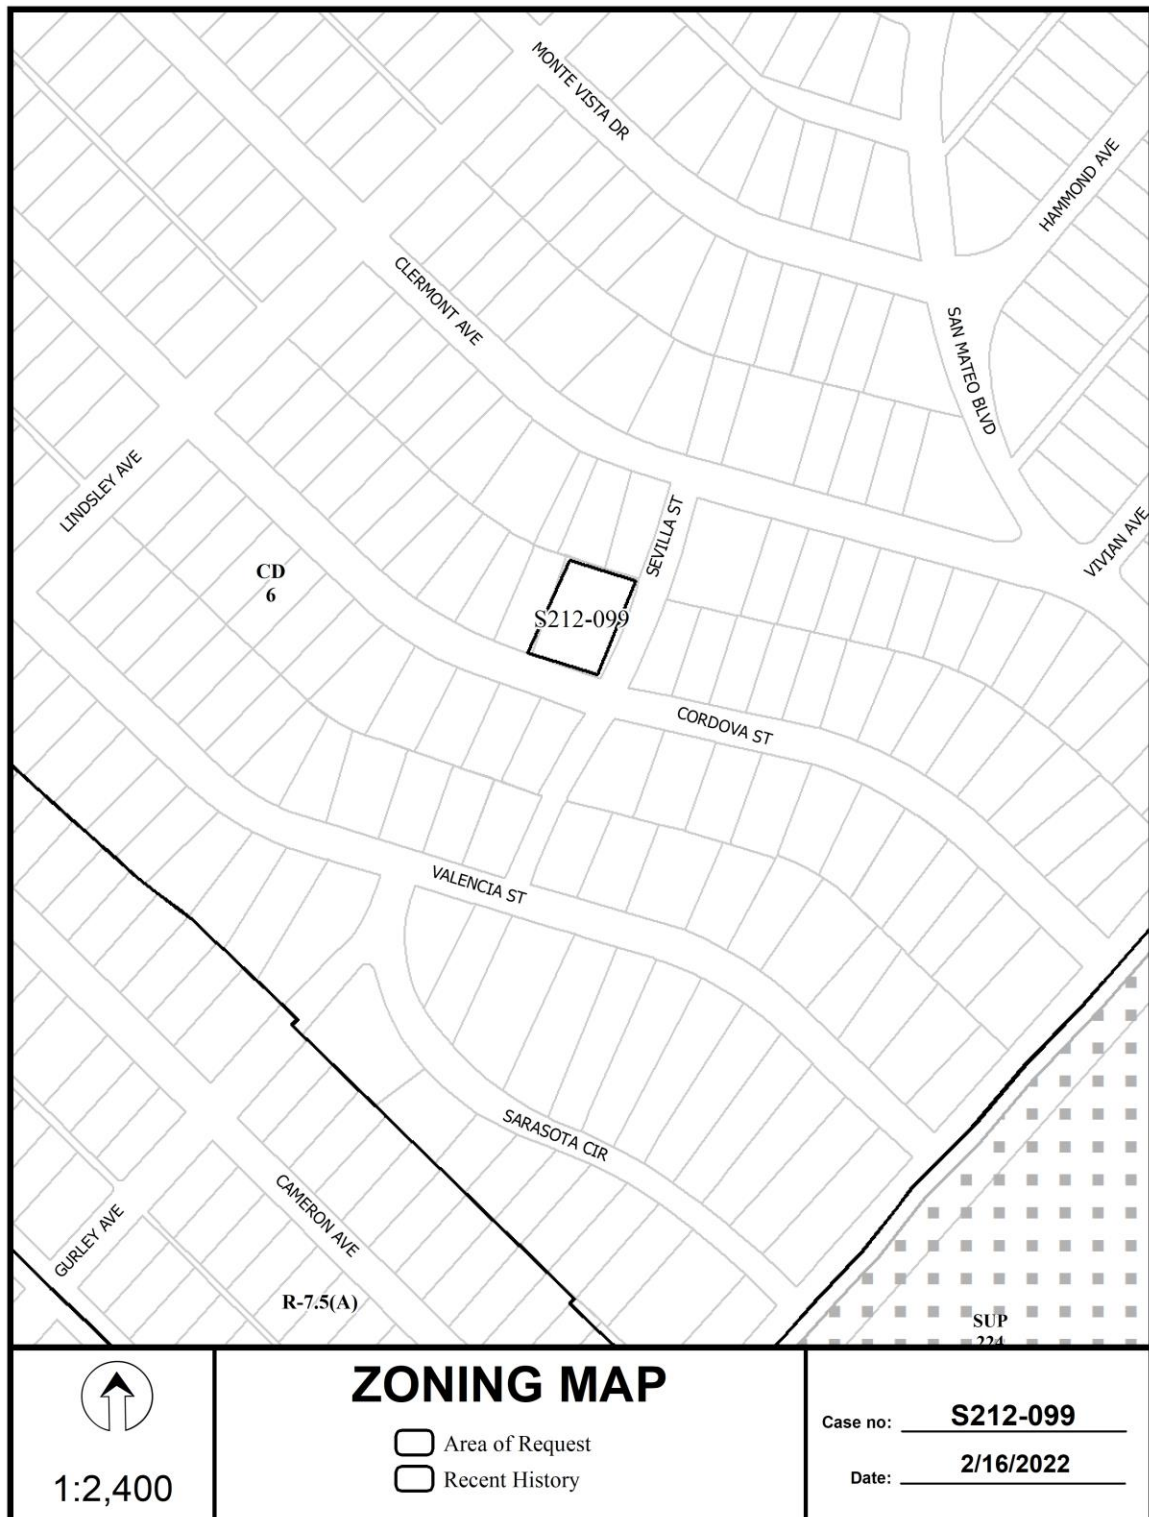 MONTE VISTA DR
HAMMOND AVE
CLERMONT AVE
SAN MATEO BLVD
LINDSLEY AVE
SEVILLA ST
VIVIAN AVE
CD
6
S212-099
CORDOVA ST
VALENCIA ST
SARASOTA CIR
CAMERON AVE
GURLEY AVE
R-7.5(A)
SUP
224
1:2,400
ZONING MAP
Area of Request
Recent History
Case no: S212-099
Date: 2/16/2022